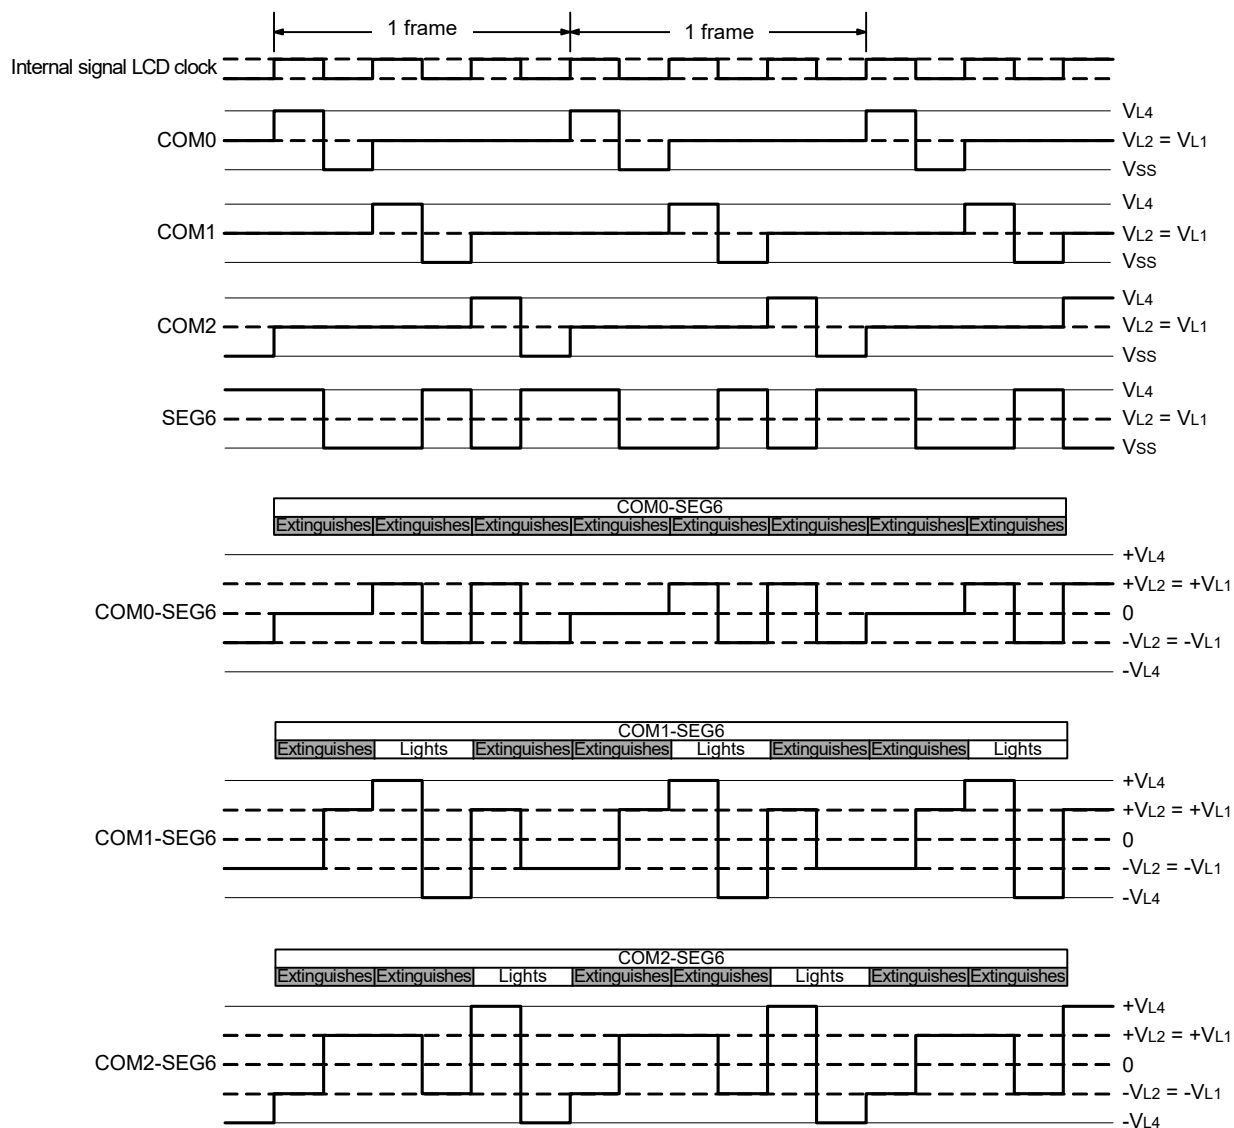 1 frame 1 frame
Internal signal LCD clock
VL4
COM0 VL2 = VL1
VSS
VL4
COM1 VL2 = VL1
VSS
VL4
COM2 VL2 = VL1
VSS
VL4
SEG6 VL2 = VL1
VSS
COM0-SEG6
Extinguishes Extinguishes Extinguishes Extinguishes Extinguishes Extinguishes Extinguishes Extinguishes
+VL4
+VL2 = +VL1
COM0-SEG6 0
-VL2 = -VL1
-VL4
COM1-SEG6
Extinguishes Lights Extinguishes Extinguishes Lights Extinguishes Extinguishes Lights
+VL4
+VL2 = +VL1
COM1-SEG6 0
-VL2 = -VL1
-VL4
COM2-SEG6
Extinguishes Extinguishes Lights Extinguishes Extinguishes Lights Extinguishes Extinguishes
+VL4
+VL2 = +VL1
COM2-SEG6 0
-VL2 = -VL1
-VL4